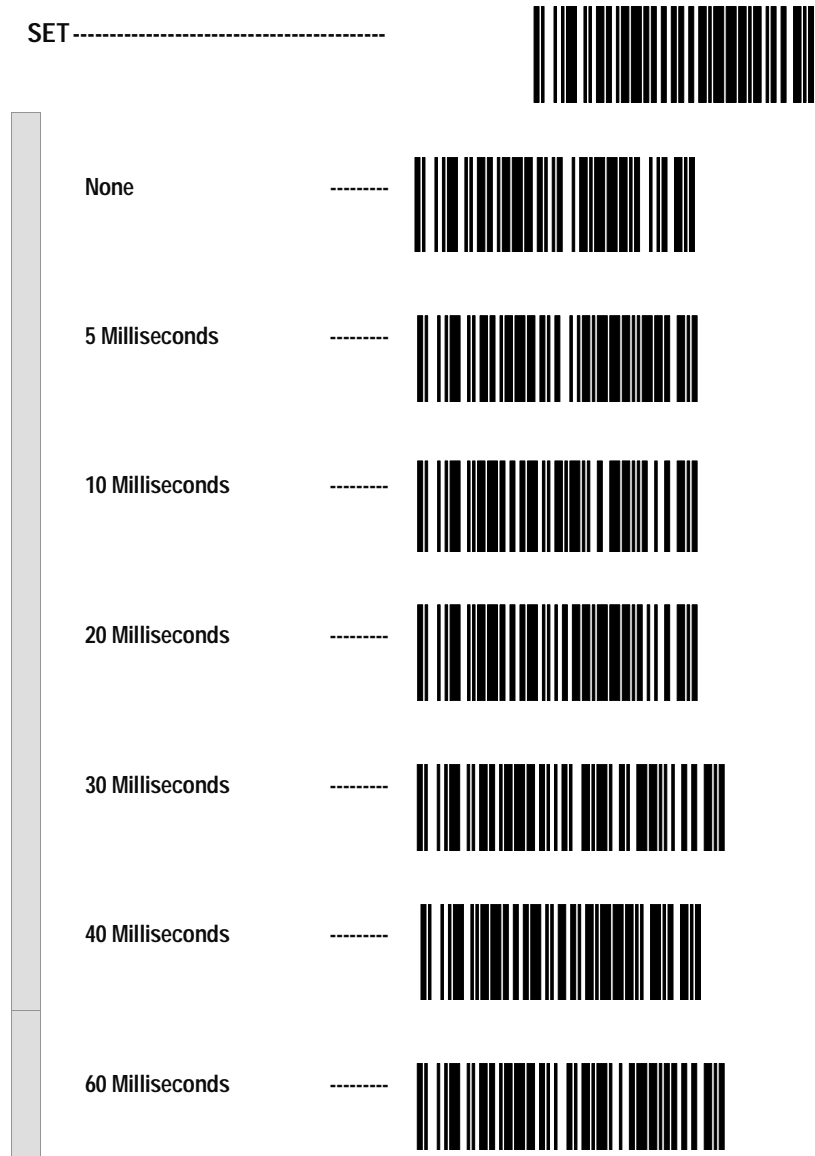 SET------------------------------------------
None ---------
5 Milliseconds ---------
10 Milliseconds ---------
20 Milliseconds ---------
30 Milliseconds ---------
40 Milliseconds ---------
60 Milliseconds ---------